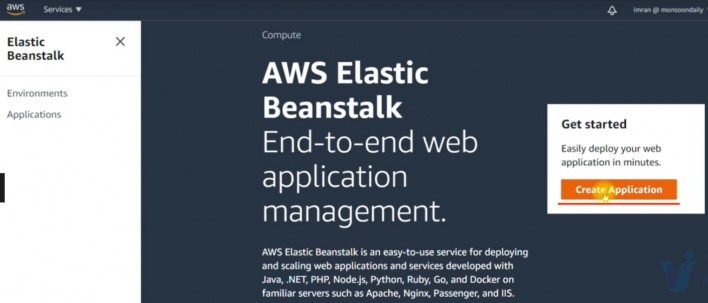 aws
Services ▼
imran @ monsoondaily
Elastic
Beanstalk
Environments
Applications
Compute
AWS Elastic
Beanstalk
End-to-end web
application
management.
AWS Elastic Beanstalk is an easy-to-use service for deploying
and scaling web applications and services developed with
Java, .NET, PHP, Node.js, Python, Ruby, Go, and Docker on
familiar servers such as Apache, Nginx, Passenger, and IIS.
Get started
Easily deploy your web
application in minutes.
Create Application